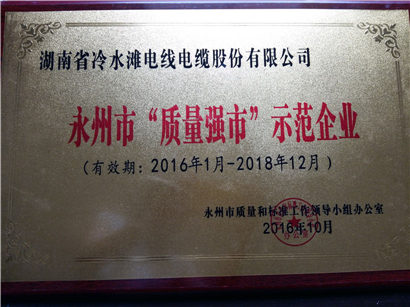 湖南省冷水滩电线电缆股份有限公司
永州市“质量强市”示范企业
(有效期：2016年1月-2018年12月)
永州市质量和标准工作领导小组办公室
2016年10月
办公室